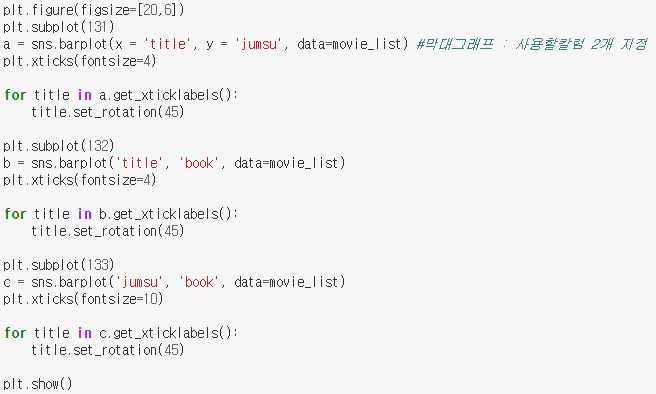 plt.figure(figsize=[20,6])
plt.subplot(131)
a = sns.barplot(x = 'title', y = 'jumsu', data=movie_list) #막대그래프 : 사용할칼럼 2개 지정
plt.xticks(fontsize=4)
for title in a.get_xticklabels():
    title.set_rotation(45)
plt.subplot(132)
b = sns.barplot('title', 'book', data=movie_list)
plt.xticks(fontsize=4)
for title in b.get_xticklabels():
    title.set_rotation(45)
plt.subplot(133)
c = sns.barplot('jumsu', 'book', data=movie_list)
plt.xticks(fontsize=10)
for title in c.get_xticklabels():
    title.set_rotation(45)
plt.show()